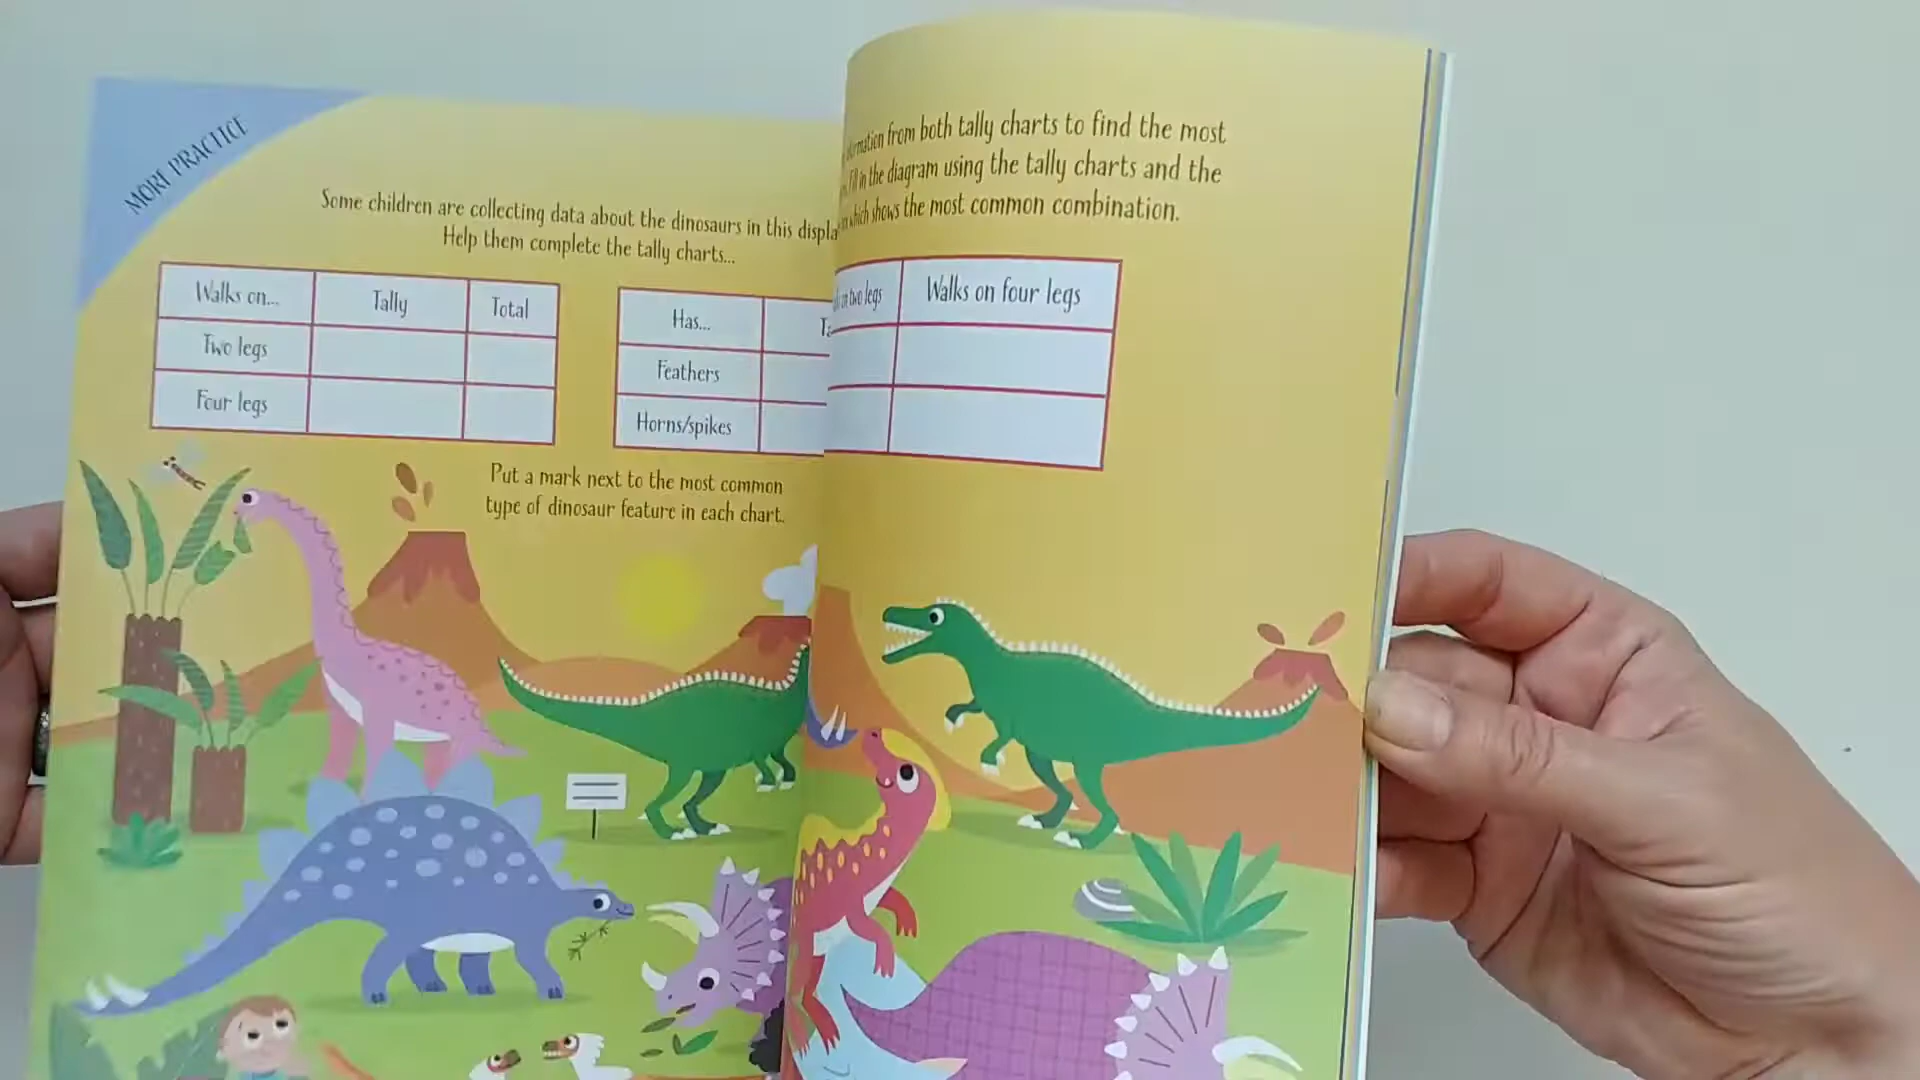 MORE PRACTICE
Some children are collecting data about the dinosaurs in this
Help them complete the tally charts...
Walks on... Tally Total
Two legs
Four legs
Has...
Feathers
Horns/spikes
Put a mark next to the most common
type of dinosaur feature in each chart.
from both tally charts to find the most
Fill in the diagram using the tally charts and the
which shows the most common combination.
on two legs Walks on four legs